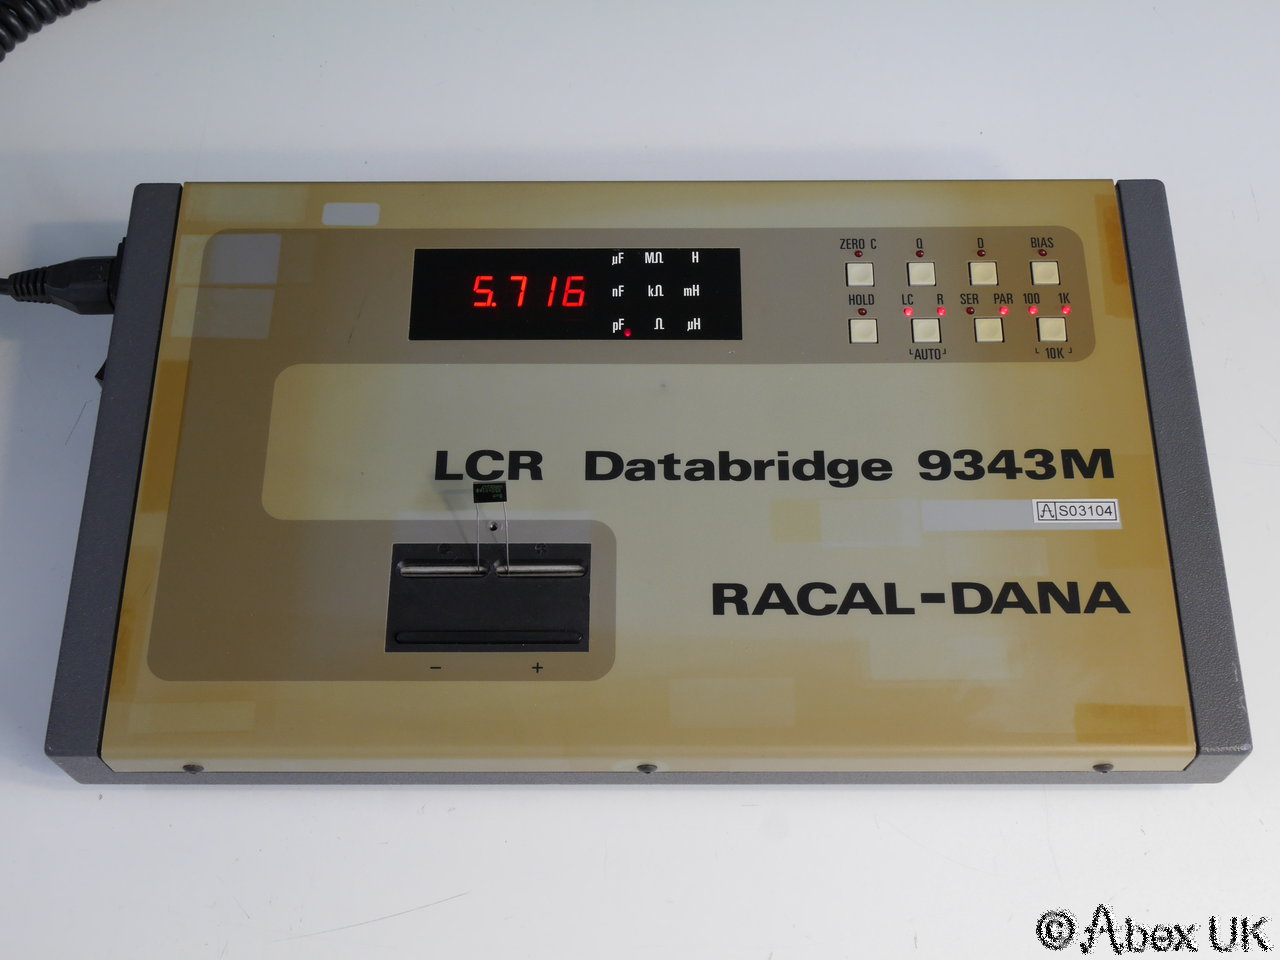 µF MΩ H
5.716 nF kΩ mH
pF Ω µH
ZERO C Q D BIAS
HOLD LC R SER PAR 100 1K
AUTO 10K
LCR Databridge 9343M
A S03104
RACAL-DANA
- +
© Abex UK